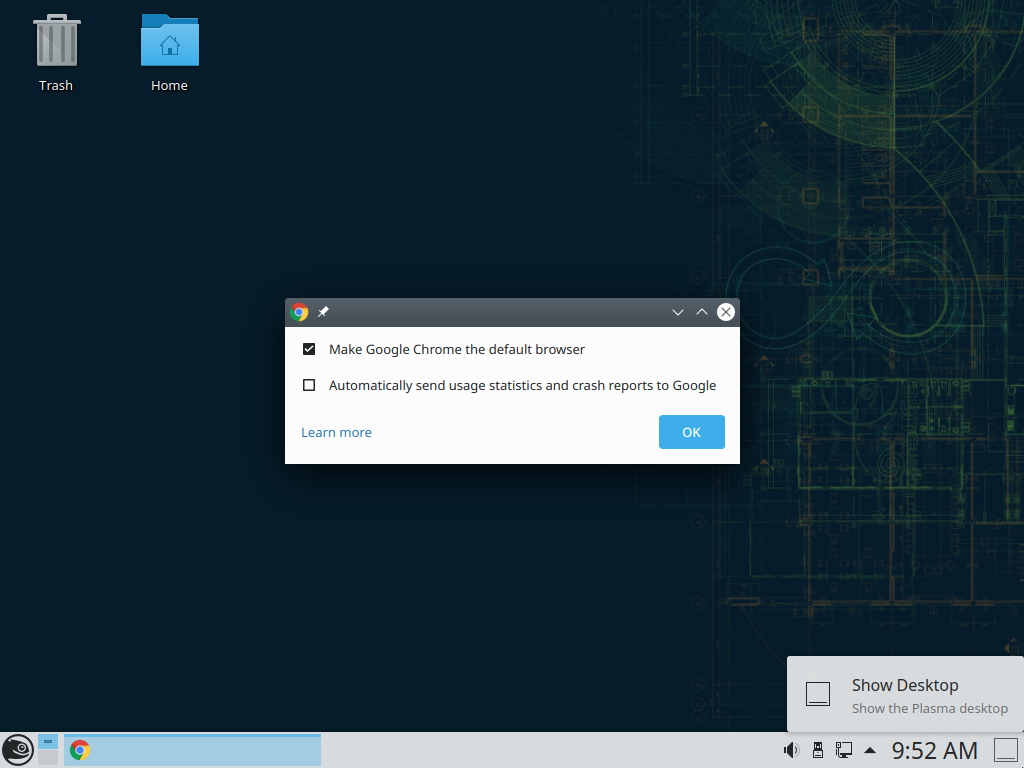 Trash
Home
Make Google Chrome the default browser
Automatically send usage statistics and crash reports to Google
Learn more
OK
Show Desktop
Show the Plasma desktop
9:52 AM